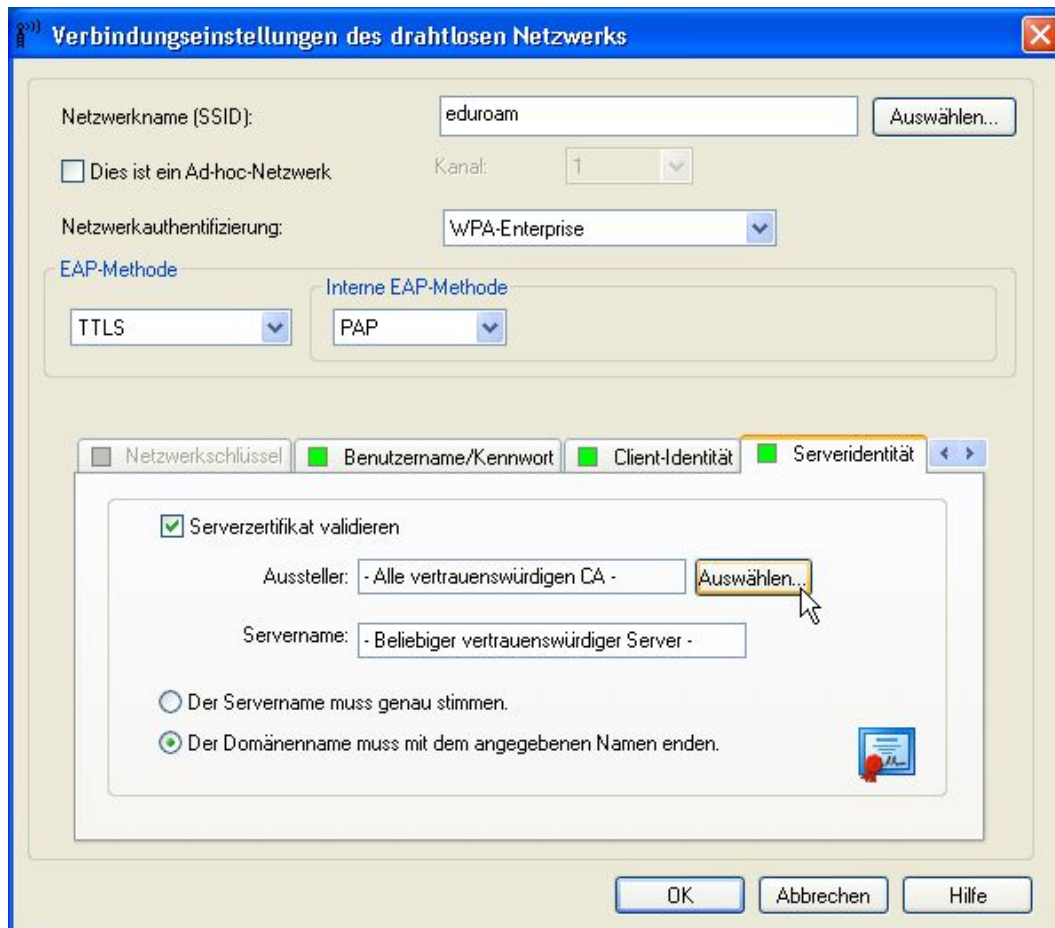 Verbindungseinstellungen des drahtlosen Netzwerks
Netzwerkname (SSID): eduroam Auswählen...
Dies ist ein Ad-hoc-Netzwerk Kanal: 1
Netzwerkauthentifizierung: WPA-Enterprise
EAP-Methode
Interne EAP-Methode
TTLS PAP
Netzwerkschlüssel Benutzername/Kennwort Client-Identität Serveridentität
Serverzertifikat validieren
Aussteller: - Alle vertrauenswürdigen CA - Auswählen...
Servername: - Beliebiger vertrauenswürdiger Server -
Der Servername muss genau stimmen.
Der Domänenname muss mit dem angegebenen Namen enden.
OK Abbrechen Hilfe